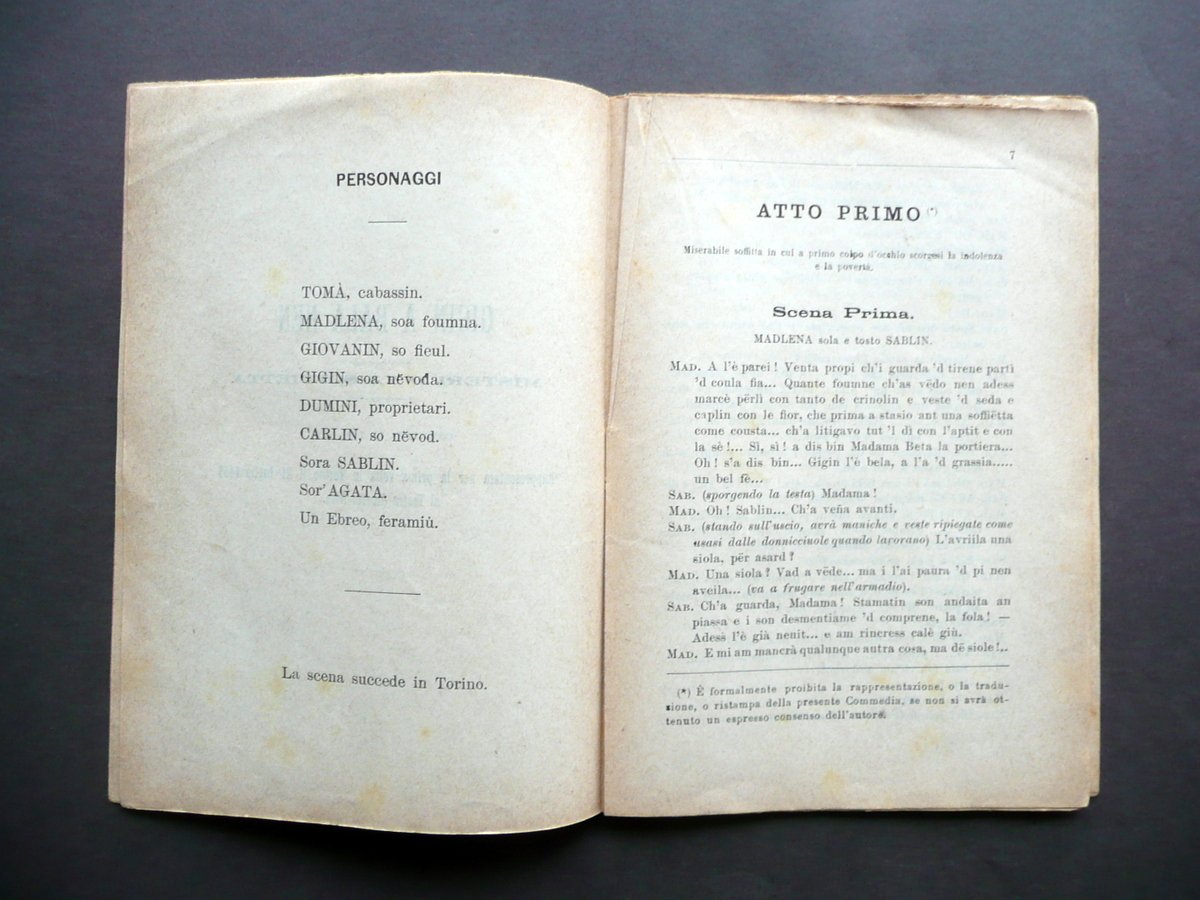 PERSONAGGI
TOMÀ, cabassin.
MADLENA, soa foumna.
GIOVANIN, so fieul.
GIGIN, soa nëvoda.
DUMINI, proprietari.
CARLIN, so nëvod.
Sora SABLIN.
Sor'AGATA.
Un Ebreo, feramiù.
La scena succede in Torino.
7
ATTO PRIMO (*)
Miserabile soffitta in cui a primo colpo d'occhio scorgesi la indolenza
e la povertà.
Scena Prima.
MADLENA sola e tosto SABLIN.
MAD. A l'è parei! Venta propi ch'i guarda 'd tirene partì
'd coula fia... Quante foumne ch'as vëdo nen adess
marcè përlì con tanto de crinolin e veste 'd seda e
caplin con le fior, che prima a stasio ant una soffiëtta
come cousta... ch'a litigavo tut 'l dì con l'aptit e con
la sè!... Sì, sì! a dis bin Madama Beta la portiera...
Oh! s'a dis bin... Gigin l'è bela, a l'a 'd grassia.....
un bel fè...
SAB. (sporgendo la testa) Madama!
MAD. Oh! Sablin... Ch'a veña avanti.
SAB. (stando sull'uscio, avrà maniche e veste ripiegate come
usasi dalle donnicciuole quando lavorano) L'avriila una
siola, për asard?
MAD. Una siola? Vad a vëde... ma i l'ai paura 'd pi nen
aveila... (va a frugare nell'armadio).
SAB. Ch'a guarda, Madama! Stamatin son andaita an
piassa e i son desmentiame 'd comprene, la fola! —
Adess l'è già neuit... e am rincress calè giù.
MAD. E mi am mancrà qualunque autra cosa, ma dë siole!..
(*) È formalmente proibita la rappresentazione, o la tradu-
zione, o ristampa della presente Commedia, se non si avrà ot-
tenuto un espresso consenso dell'autore.